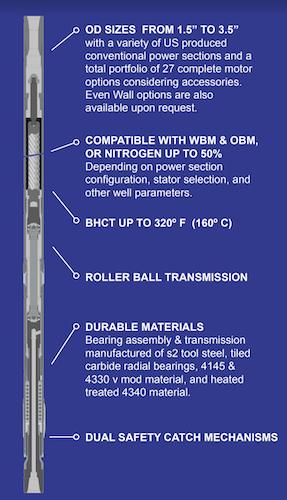 OD SIZES FROM 1.5” TO 3.5”
with a variety of US produced
conventional power sections and a
total portfolio of 27 complete motor
options considering accessories.
Even Wall options are also
available upon request.
COMPATIBLE WITH WBM & OBM,
OR NITROGEN UP TO 50%
Depending on power section
configuration, stator selection, and
other well parameters.
BHCT UP TO 320º F (160º C)
ROLLER BALL TRANSMISSION
DURABLE MATERIALS
Bearing assembly & transmission
manufactured of s2 tool steel, tiled
carbide radial bearings, 4145 &
4330 v mod material, and heated
treated 4340 material.
DUAL SAFETY CATCH MECHANISMS